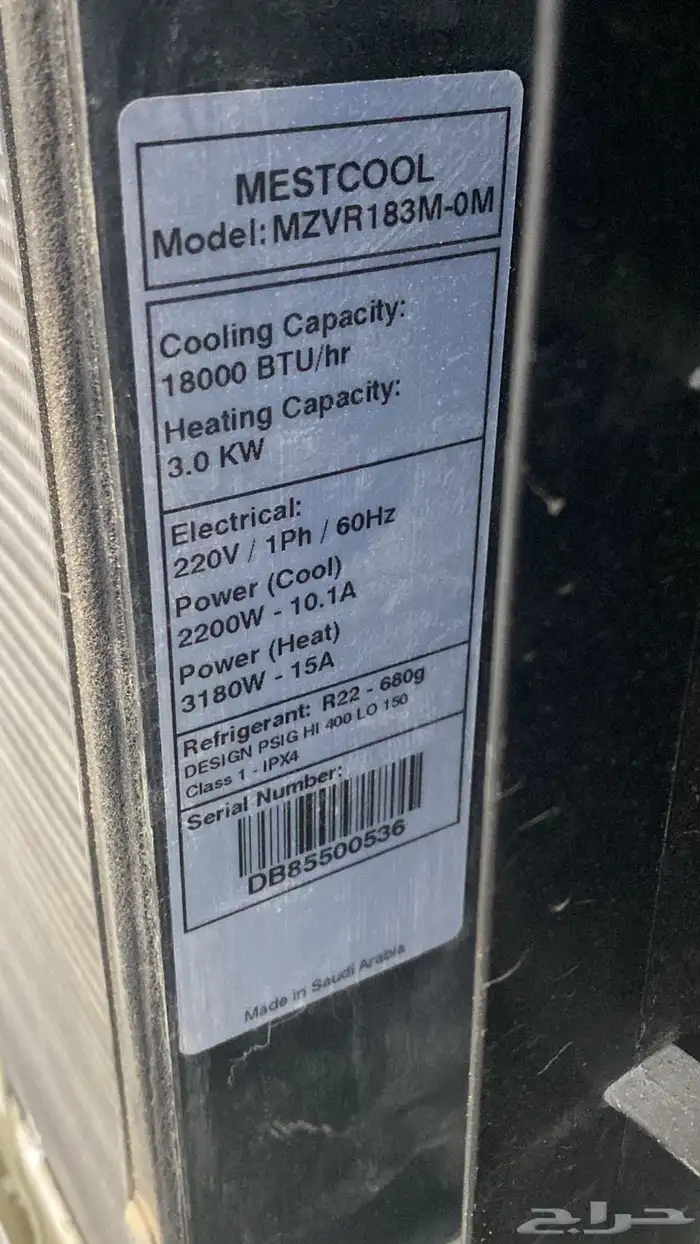 MESTCOOL
Model: MZVR183M-0M
Cooling Capacity:
18000 BTU/hr
Heating Capacity:
3.0 KW
Electrical:
220V / 1Ph / 60Hz
Power (Cool)
2200W - 10.1A
Power (Heat)
3180W - 15A
Refrigerant: R22 - 680g
DESIGN PSIG HI 400 LO 150
Class 1 - IPX4
Serial Number:
DB85500536
Made in Saudi Arabia
حراج